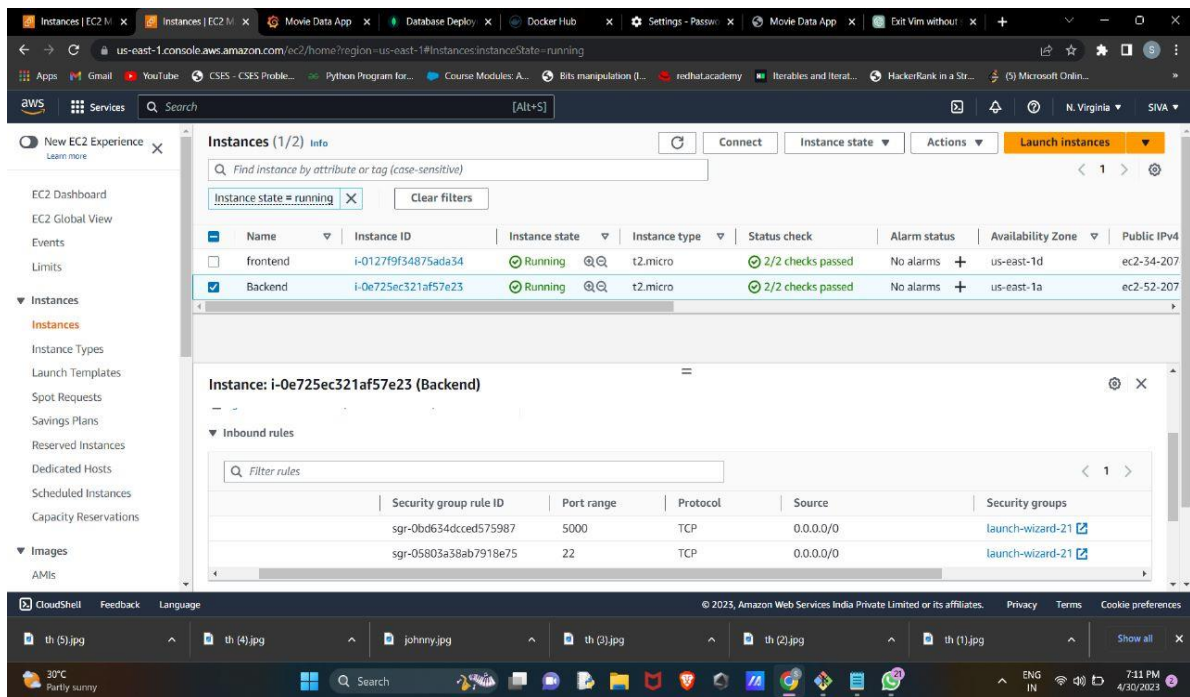 Instances | EC2 M
Instances | EC2 M
Movie Data App
Database Deploy
Docker Hub
Settings - Passwo
Movie Data App
Exit Vim without
us-east-1.console.aws.amazon.com/ec2/home?region=us-east-1#Instances:instanceState=running
S
Apps
Gmail
YouTube
CSES - CSES Proble...
Python Program for...
Course Modules: A...
Bits manipulation (I...
redhat.academy
Iterables and Iterat...
HackerRank in a Str...
(5) Microsoft Onlin...
aws
Services
Search
[Alt+S]
N. Virginia
SIVA
New EC2 Experience
Learn more
EC2 Dashboard
EC2 Global View
Events
Limits
Instances
Instances
Instance Types
Launch Templates
Spot Requests
Savings Plans
Reserved Instances
Dedicated Hosts
Scheduled Instances
Capacity Reservations
Images
AMIs
Instances (1/2) Info
Connect
Instance state
Actions
Launch instances
Find instance by attribute or tag (case-sensitive)
1
Instance state = running
Clear filters
Name Instance ID Instance state Instance type Status check Alarm status Availability Zone Public IPv4
frontend i-0127f9f34875ada34 Running t2.micro 2/2 checks passed No alarms + us-east-1d ec2-34-207
Backend i-0e725ec321af57e23 Running t2.micro 2/2 checks passed No alarms + us-east-1a ec2-52-207
Instance: i-0e725ec321af57e23 (Backend)
Inbound rules
Filter rules
1
Security group rule ID Port range Protocol Source Security groups
sgr-0bd634dcced575987 5000 TCP 0.0.0.0/0 launch-wizard-21
sgr-05803a38ab7918e75 22 TCP 0.0.0.0/0 launch-wizard-21
CloudShell Feedback Language
© 2023, Amazon Web Services India Private Limited or its affiliates. Privacy Terms Cookie preferences
th (5).jpg
th (4).jpg
johnny.jpg
th (3).jpg
th (2).jpg
th (1).jpg
Show all
30°C
Partly sunny
Search
21
ENG
IN
7:11 PM
4/30/2023
2